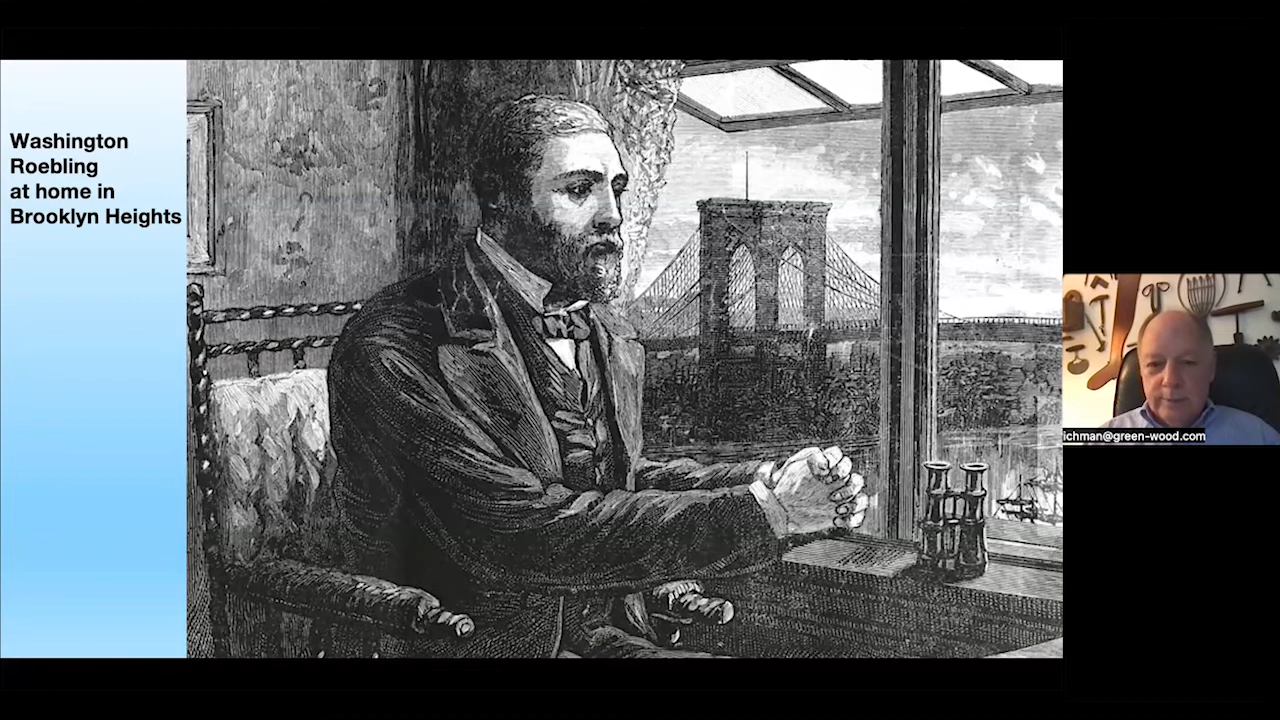 Washington
Roebling
at home in
Brooklyn Heights
ichman@green-wood.com